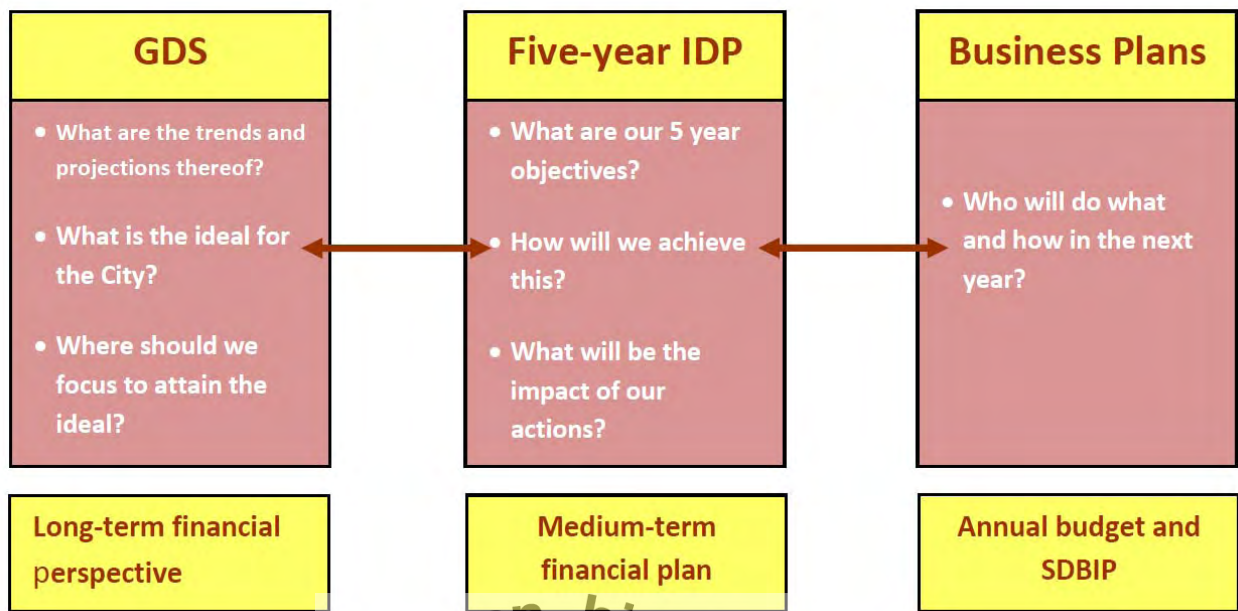 GDS
• What are the trends and
projections thereof?
• What is the ideal for
the City?
• Where should we
focus to attain the
ideal?
Long-term financial
perspective
Five-year IDP
• What are our 5 year
objectives?
• How will we achieve
this?
• What will be the
impact of our
actions?
Medium-term
financial plan
Business Plans
• Who will do what
and how in the next
year?
Annual budget and
SDBIP